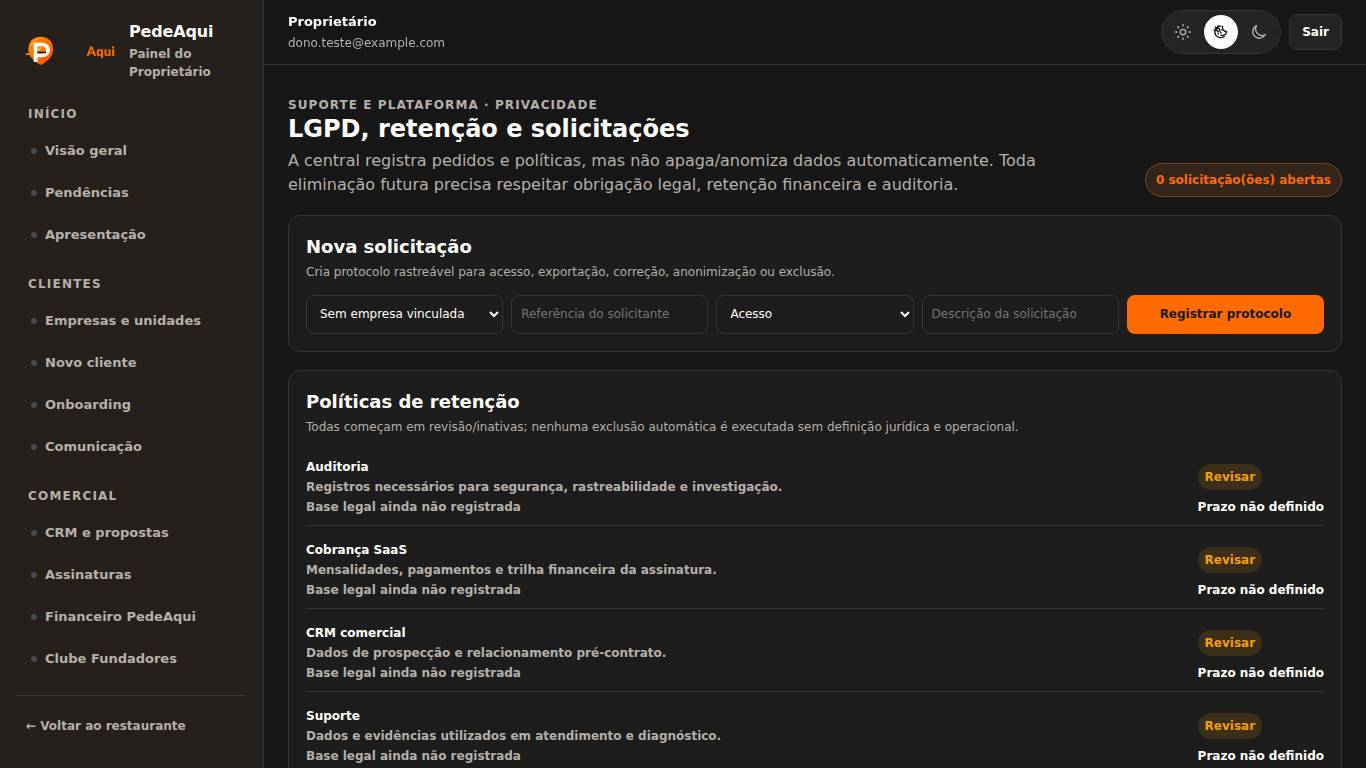 P
Aqui
PedeAqui
Painel do
Proprietário
INÍCIO
Visão geral
Pendências
Apresentação
CLIENTES
Empresas e unidades
Novo cliente
Onboarding
Comunicação
COMERCIAL
CRM e propostas
Assinaturas
Financeiro PedeAqui
Clube Fundadores
← Voltar ao restaurante
Proprietário
dono.teste@example.com
Sair
SUPORTE E PLATAFORMA · PRIVACIDADE
LGPD, retenção e solicitações
A central registra pedidos e políticas, mas não apaga/anomiza dados automaticamente. Toda
eliminação futura precisa respeitar obrigação legal, retenção financeira e auditoria.
0 solicitação(ões) abertas
Nova solicitação
Cria protocolo rastreável para acesso, exportação, correção, anonimização ou exclusão.
Sem empresa vinculada
Referência do solicitante
Acesso
Descrição da solicitação
Registrar protocolo
Políticas de retenção
Todas começam em revisão/inativas; nenhuma exclusão automática é executada sem definição jurídica e operacional.
Auditoria
Registros necessários para segurança, rastreabilidade e investigação.
Base legal ainda não registrada
Revisar
Prazo não definido
Cobrança SaaS
Mensalidades, pagamentos e trilha financeira da assinatura.
Base legal ainda não registrada
Revisar
Prazo não definido
CRM comercial
Dados de prospecção e relacionamento pré-contrato.
Base legal ainda não registrada
Revisar
Prazo não definido
Suporte
Dados e evidências utilizados em atendimento e diagnóstico.
Base legal ainda não registrada
Revisar
Prazo não definido